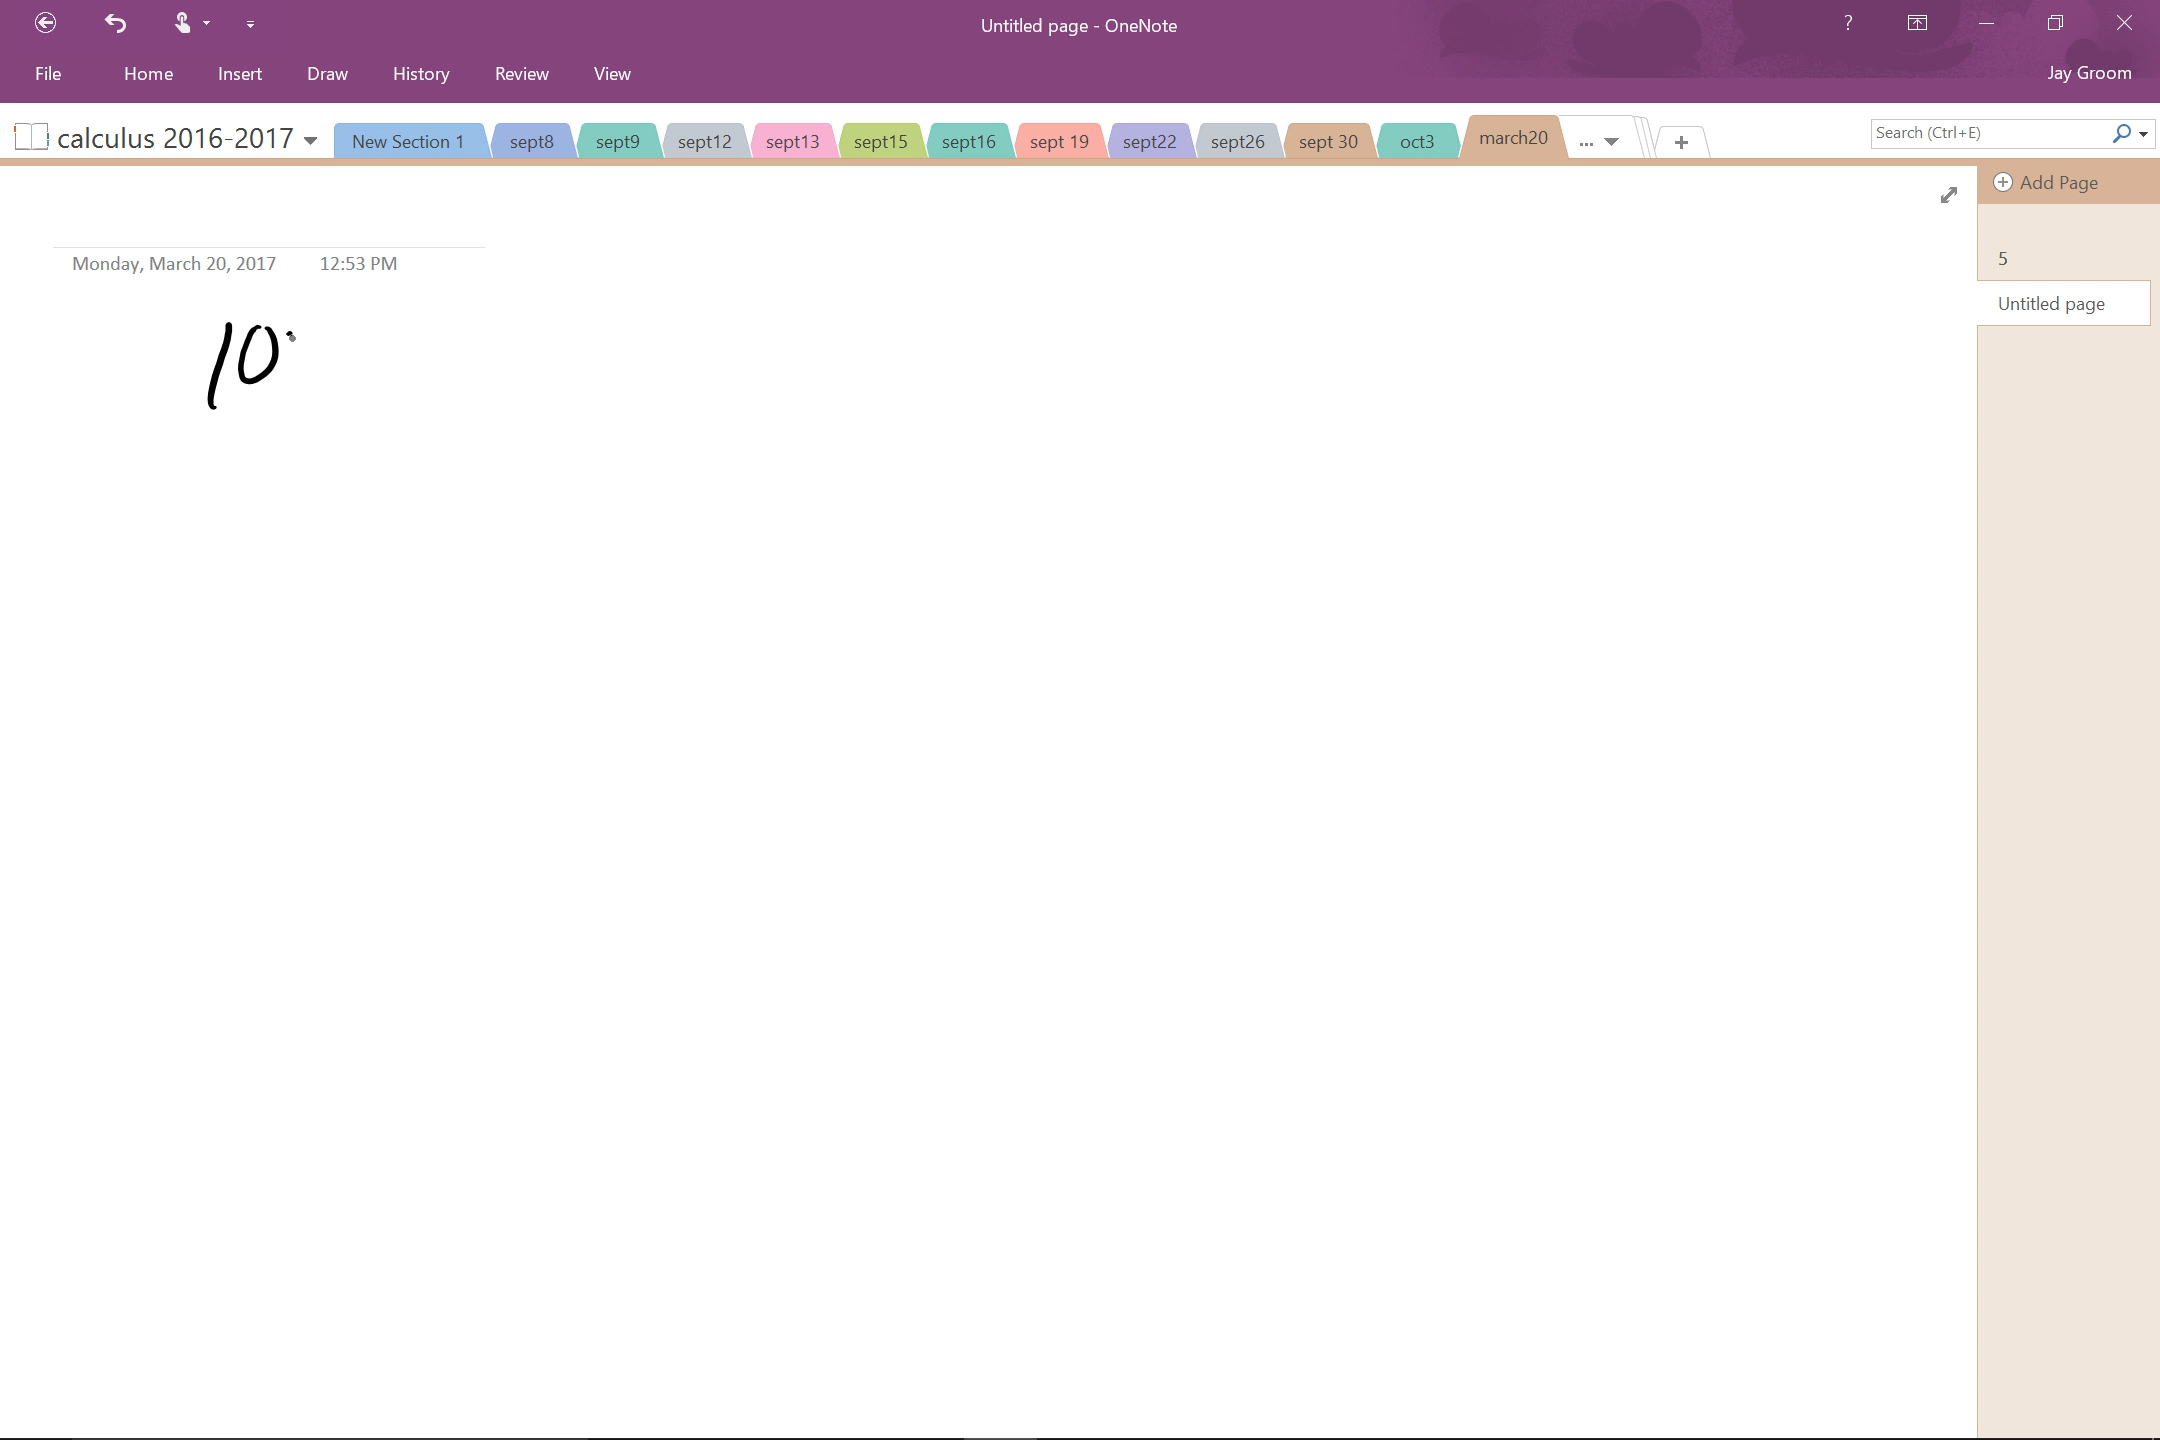 Untitled page - OneNote
?
File Home Insert Draw History Review View Jay Groom
calculus 2016-2017 New Section 1 sept8 sept9 sept12 sept13 sept15 sept16 sept 19 sept22 sept26 sept 30 oct3 march20 ... + Search (Ctrl+E)
Add Page
Monday, March 20, 2017 12:53 PM
5
Untitled page
10